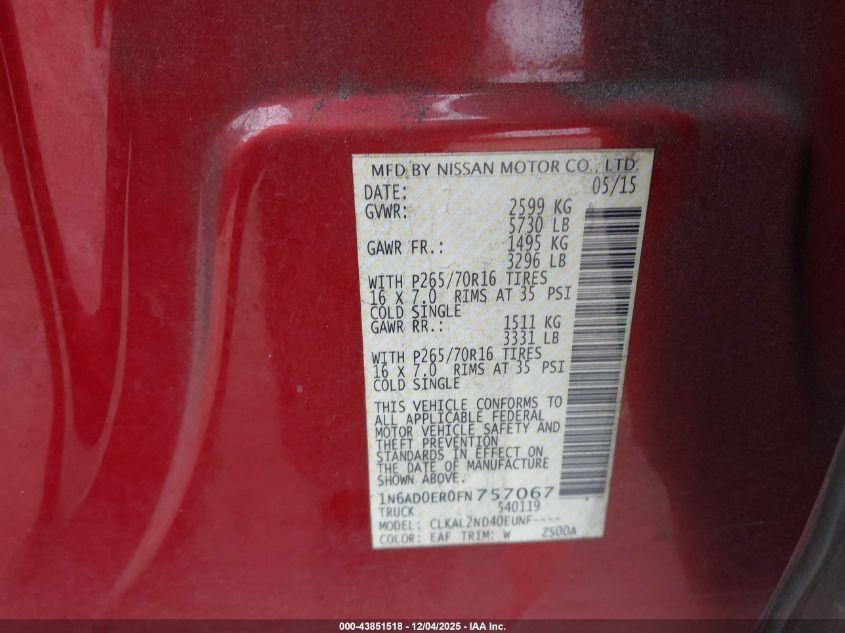 MFD BY NISSAN MOTOR CO., LTD.
DATE: 05/15
GVWR: 2599 KG
5730 LB
GAWR FR.: 1495 KG
3296 LB
WITH P265/70R16 TIRES
16 X 7.0 RIMS AT 35 PSI
COLD SINGLE
GAWR RR.: 1511 KG
3331 LB
WITH P265/70R16 TIRES
16 X 7.0 RIMS AT 35 PSI
COLD SINGLE
THIS VEHICLE CONFORMS TO
ALL APPLICABLE FEDERAL
MOTOR VEHICLE SAFETY AND
THEFT PREVENTION
STANDARDS IN EFFECT ON
THE DATE OF MANUFACTURE
SHOWN ABOVE.
1N6AD0ER0FN757067
TRUCK 540119
MODEL: CLKAL2ND40EUNF----
COLOR: EAF TRIM: W ZS00A
000-43851518 | 12/04/2025 - IAA Inc.